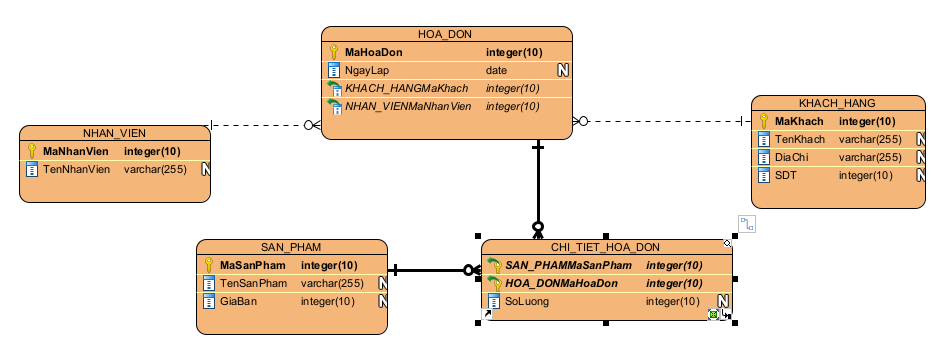 HOA_DON
MaHoaDon integer(10)
NgayLap date N
KHACH_HANGMaKhach integer(10)
NHAN_VIENMaNhanVien integer(10)
KHACH_HANG
MaKhach integer(10)
TenKhach varchar(255) N
DiaChi varchar(255) N
SDT integer(10) N
NHAN_VIEN
MaNhanVien integer(10)
TenNhanVien varchar(255) N
SAN_PHAM
MaSanPham integer(10)
TenSanPham varchar(255) N
GiaBan integer(10) N
CHI_TIET_HOA_DON
SAN_PHAMMaSanPham integer(10)
HOA_DONMaHoaDon integer(10)
SoLuong integer(10) N